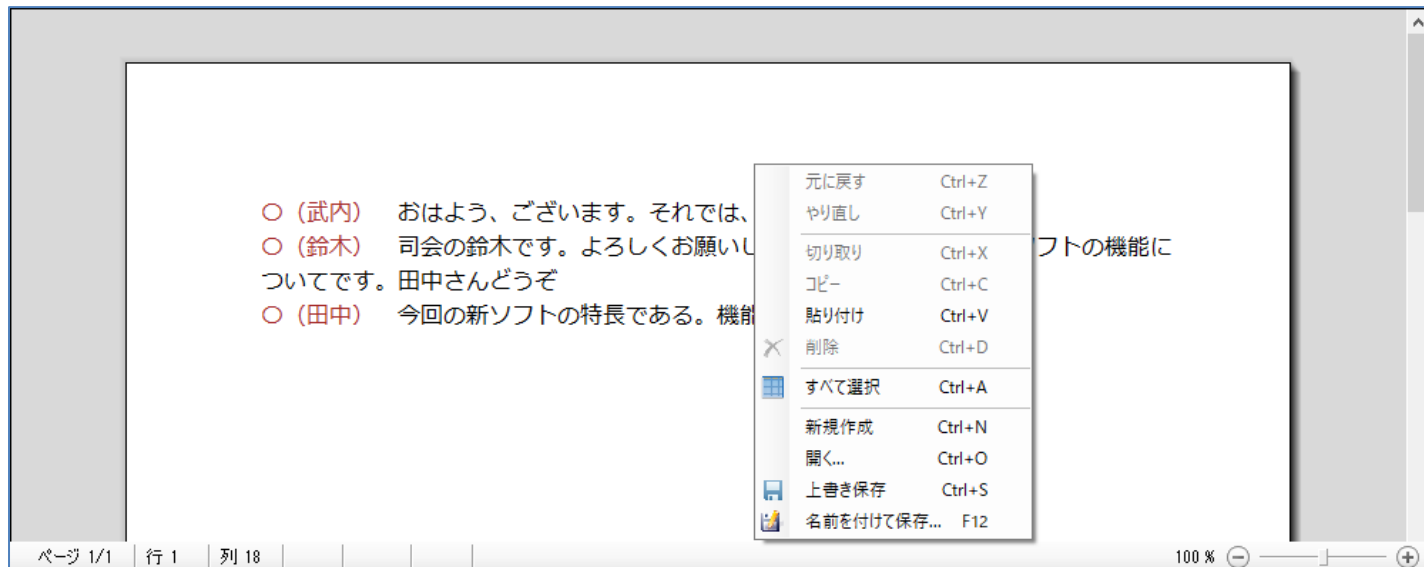 〇（武内）　おはよう、ございます。それでは、
〇（鈴木）　司会の鈴木です。よろしくお願いし フトの機能に
ついてです。田中さんどうぞ
〇（田中）　今回の新ソフトの特長である。機能
元に戻す Ctrl+Z
やり直し Ctrl+Y
切り取り Ctrl+X
コピー Ctrl+C
貼り付け Ctrl+V
削除 Ctrl+D
すべて選択 Ctrl+A
新規作成 Ctrl+N
開く... Ctrl+O
上書き保存 Ctrl+S
名前を付けて保存... F12
ページ 1/1 行 1 列 18 100 %